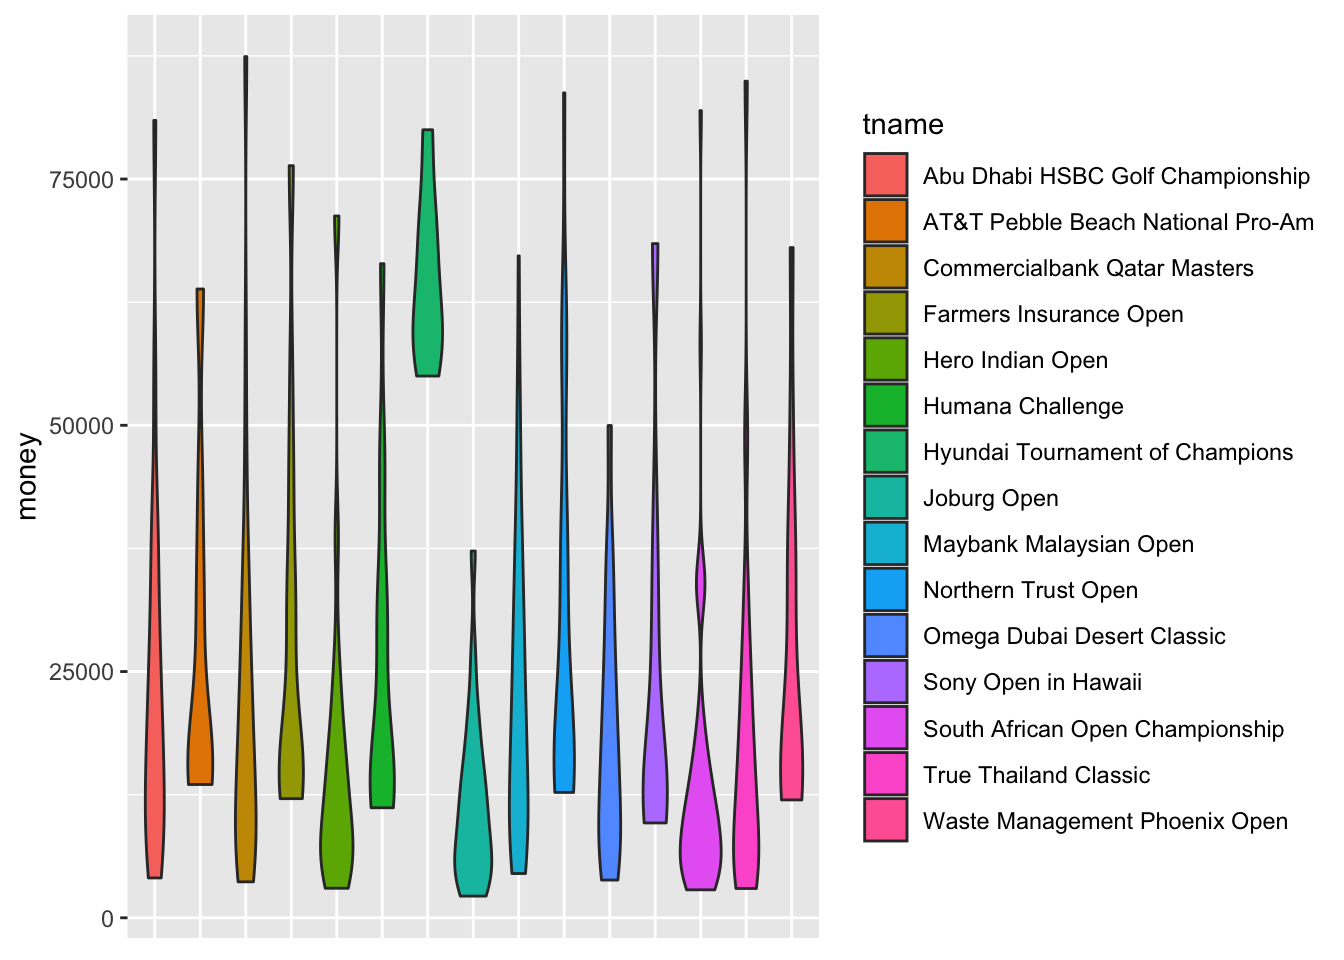 money
75000
50000
25000
0
tname
Abu Dhabi HSBC Golf Championship
AT&T Pebble Beach National Pro-Am
Commercialbank Qatar Masters
Farmers Insurance Open
Hero Indian Open
Humana Challenge
Hyundai Tournament of Champions
Joburg Open
Maybank Malaysian Open
Northern Trust Open
Omega Dubai Desert Classic
Sony Open in Hawaii
South African Open Championship
True Thailand Classic
Waste Management Phoenix Open